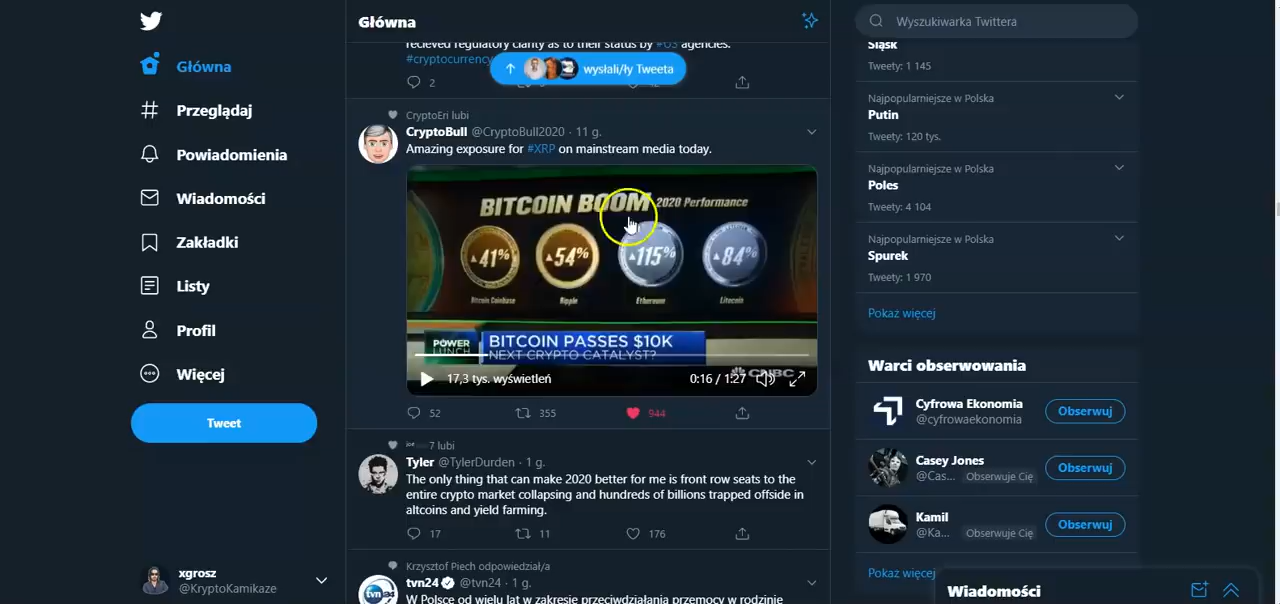 Główna
Przeglądaj
Powiadomienia
Wiadomości
Zakładki
Listy
Profil
Więcej
Tweet
xgrosz
@KryptoKamikaze
Główna
recieved regulatory clarity as to their status by #US agencies.
#cryptocurrency
wysłali/ły Tweeta
2
CryptoEri lubi
CryptoBull @CryptoBull2020 · 11 g.
Amazing exposure for #XRP on mainstream media today.
BITCOIN BOOM 2020 Performance
▲41% ▲54% ▲115% ▲84%
Bitcoin Coinbase Ripple Ethereum Litecoin
POWER LUNCH
BITCOIN PASSES $10K
NEXT CRYPTO CATALYST?
CNBC
17,3 tys. wyświetleń 0:16 / 1:27
52 355 944
7 lubi
Tyler @TylerDurden · 1 g.
The only thing that can make 2020 better for me is front row seats to the
entire crypto market collapsing and hundreds of billions trapped offside in
altcoins and yield farming.
17 11 176
Krzysztof Piech odpowiedział/a
tvn24 @tvn24 · 1 g.
W Polsce od wielu lat w zakresie przeciwdziałania przemocy w rodzinie
Wyszukiwarka Twittera
Śląsk
Tweety: 1 145
Najpopularniejsze w Polska
Putin
Tweety: 120 tys.
Najpopularniejsze w Polska
Poles
Tweety: 4 104
Najpopularniejsze w Polska
Spurek
Tweety: 1 970
Pokaż więcej
Warci obserwowania
Cyfrowa Ekonomia
@cyfrowaekonomia
Obserwuj
Casey Jones
@Cas... Obserwuje Cię
Obserwuj
Kamil
@Ka... Obserwuje Cię
Obserwuj
Pokaż więcej
Wiadomości